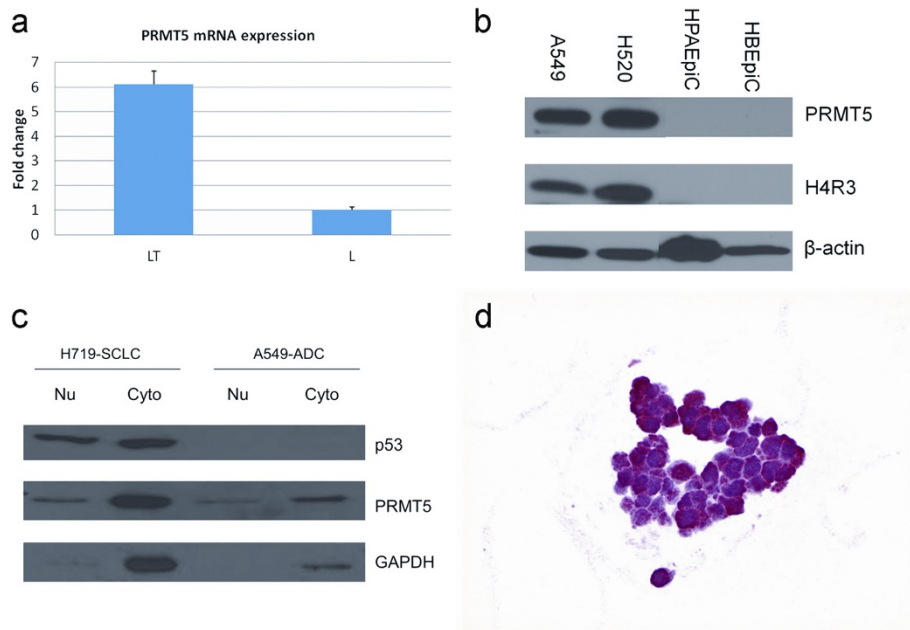 a
PRMT5 mRNA expression
Fold change
7
6
5
4
3
2
1
0
LT
L
b
A549
H520
HPAEpiC
HBEpiC
PRMT5
H4R3
β-actin
c
H719-SCLC
A549-ADC
Nu
Cyto
Nu
Cyto
p53
PRMT5
GAPDH
d